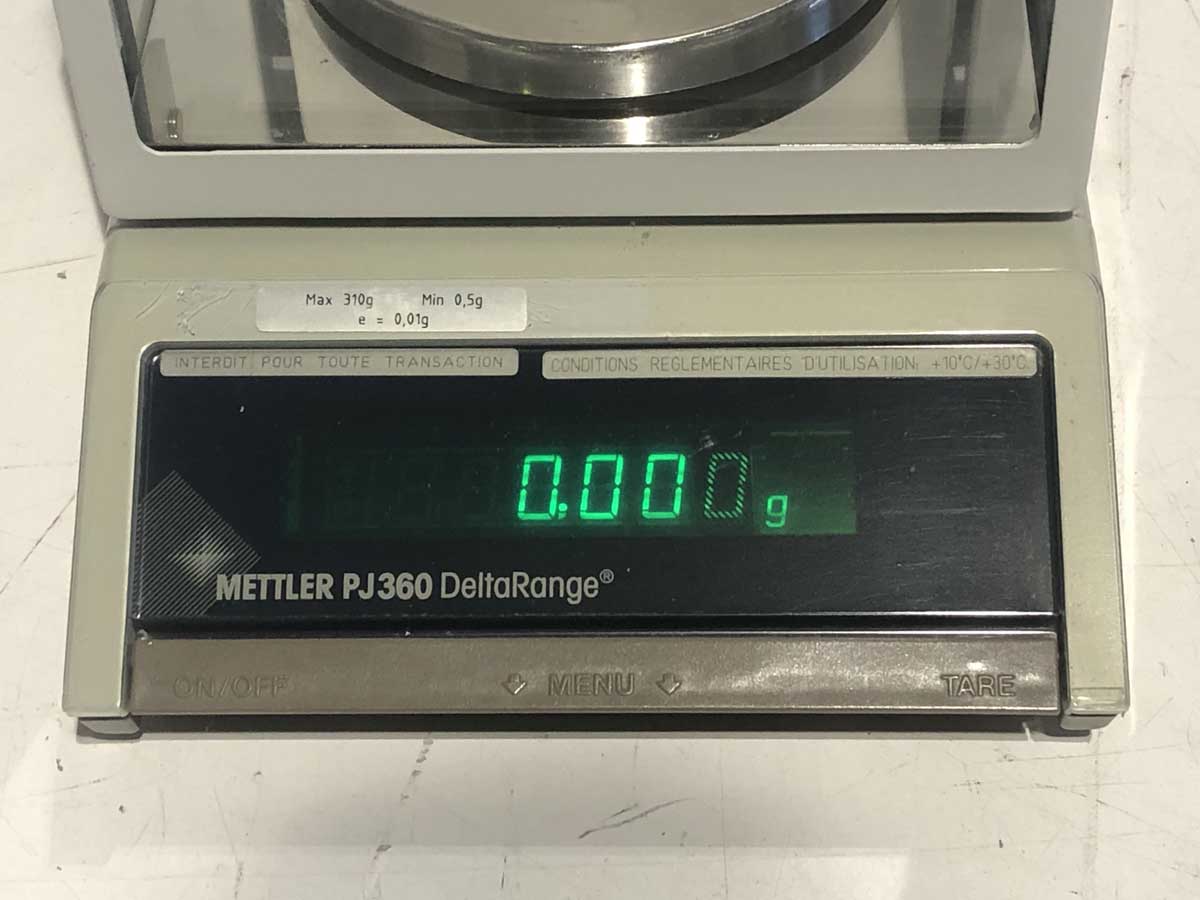 Max 310g Min 0,5g
e = 0,01g
INTERDIT POUR TOUTE TRANSACTION
CONDITIONS REGLEMENTAIRES D'UTILISATION: +10°C/+30°C.
0.000 g
METTLER PJ360 DeltaRange®
ON/OFF MENU TARE